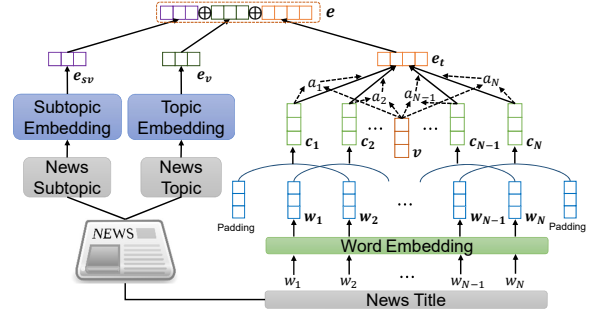 e
e_sv
e_v
e_t
a_1
a_2
a_{N-1}
a_N
Subtopic
Embedding
Topic
Embedding
c_1
c_2
...
v
...
c_{N-1}
c_N
News
Subtopic
News
Topic
NEWS
Padding
w_1
w_2
...
w_{N-1}
w_N
Padding
Word Embedding
w_1
w_2
...
w_{N-1}
w_N
News Title